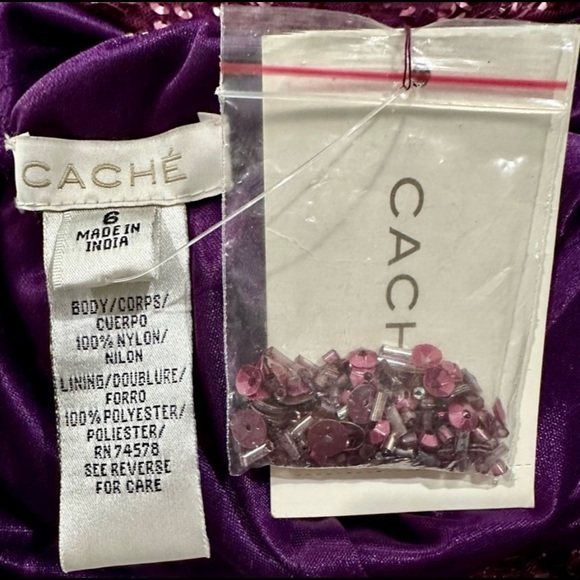 CACHÉ
6
MADE IN
INDIA
BODY/CORPS/
CUERPO
100% NYLON/
NILON
LINING/DOUBLURE/
FORRO
100% POLYESTER/
POLIESTER/
RN 74578
SEE REVERSE
FOR CARE
CACH